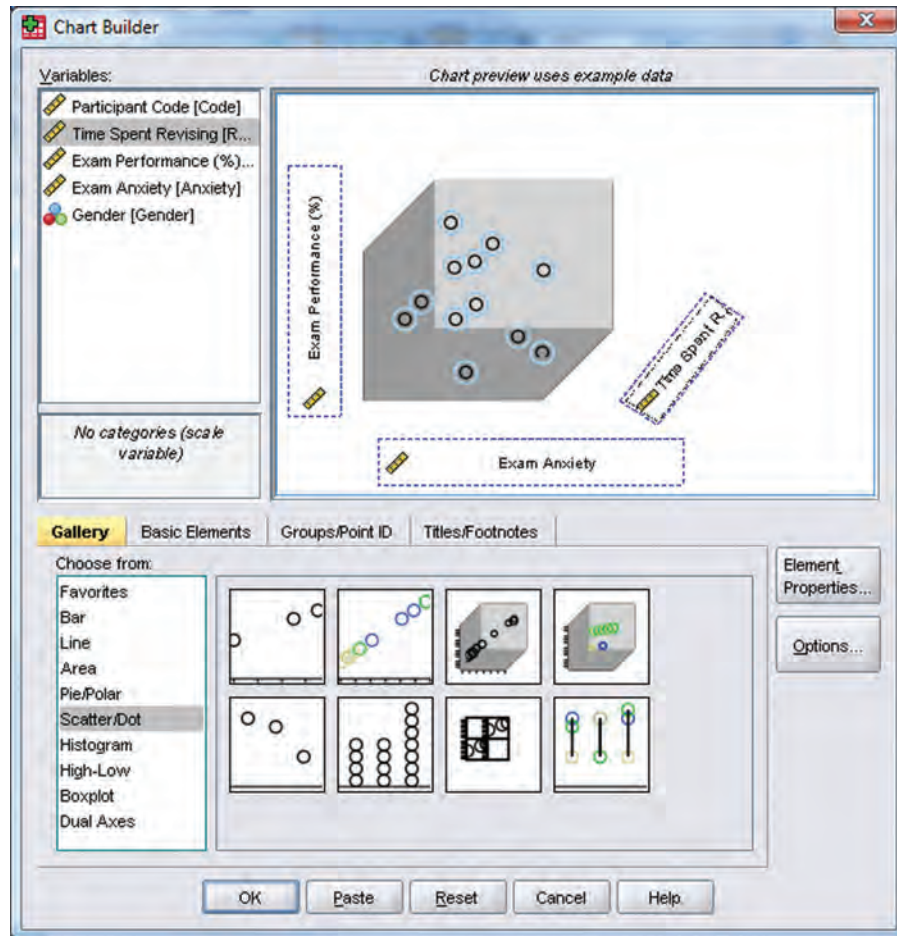 Chart Builder
Variables:
Chart preview uses example data
Participant Code [Code]
Time Spent Revising [R...
Exam Performance (%)...
Exam Anxiety [Anxiety]
Gender [Gender]
No categories (scale
variable)
Exam Performance (%)
Time Spent R...
Exam Anxiety
Gallery
Basic Elements
Groups/Point ID
Titles/Footnotes
Choose from:
Favorites
Bar
Line
Area
Pie/Polar
Scatter/Dot
Histogram
High-Low
Boxplot
Dual Axes
Element
Properties...
Options...
OK
Paste
Reset
Cancel
Help